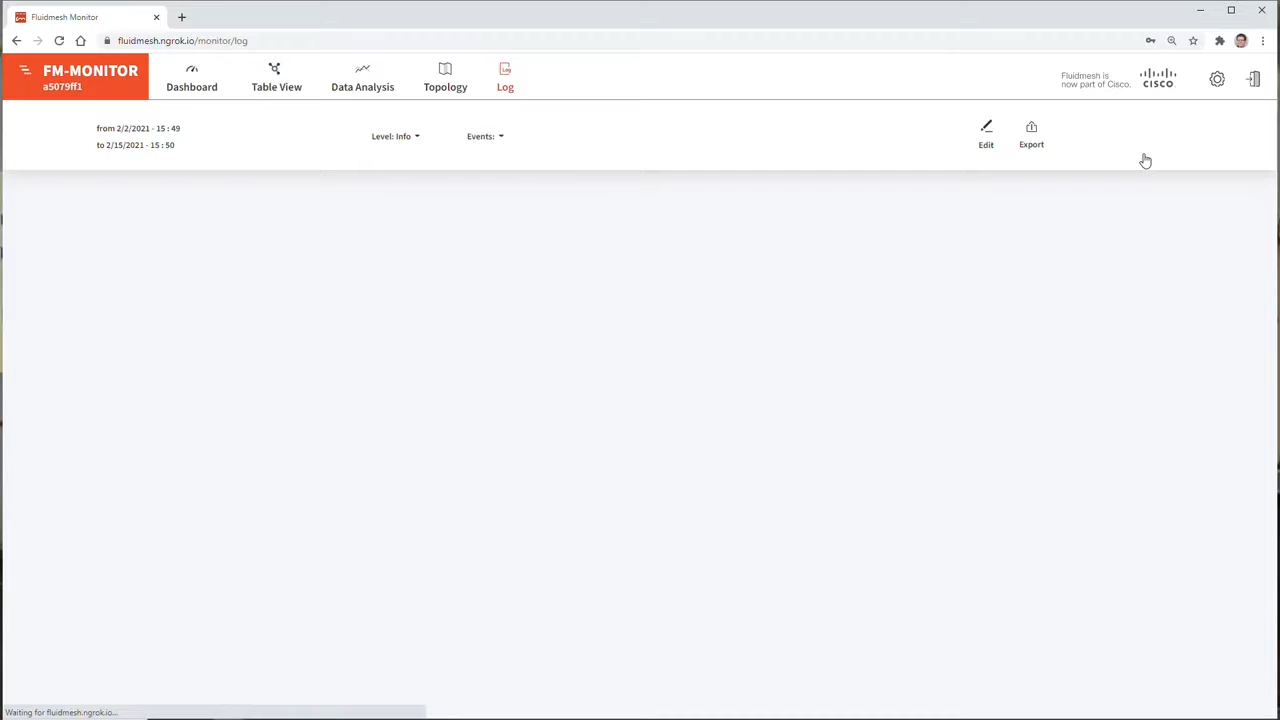 Fluidmesh Monitor
fluidmesh.ngrok.io/monitor/log
FM-MONITOR
a5079ff1
Dashboard
Table View
Data Analysis
Topology
Log
Log
Fluidmesh is
now part of Cisco.
CISCO
from 2/2/2021 - 15 : 49
to 2/15/2021 - 15 : 50
Level: Info
Events:
Edit
Export
Waiting for fluidmesh.ngrok.io...